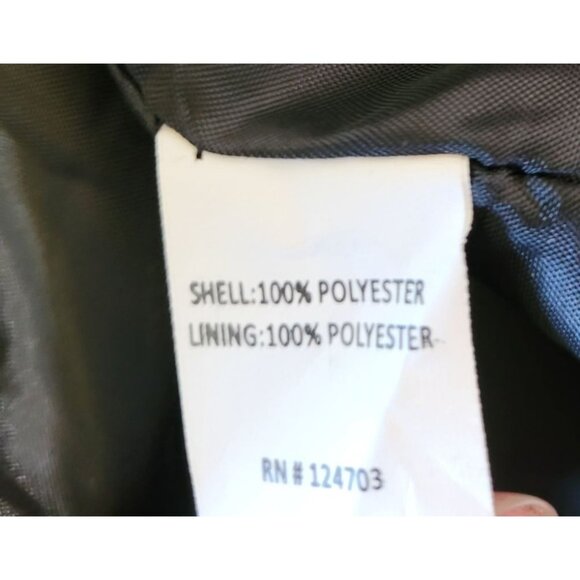 SHELL:100% POLYESTER
LINING:100% POLYESTER
RN # 124703